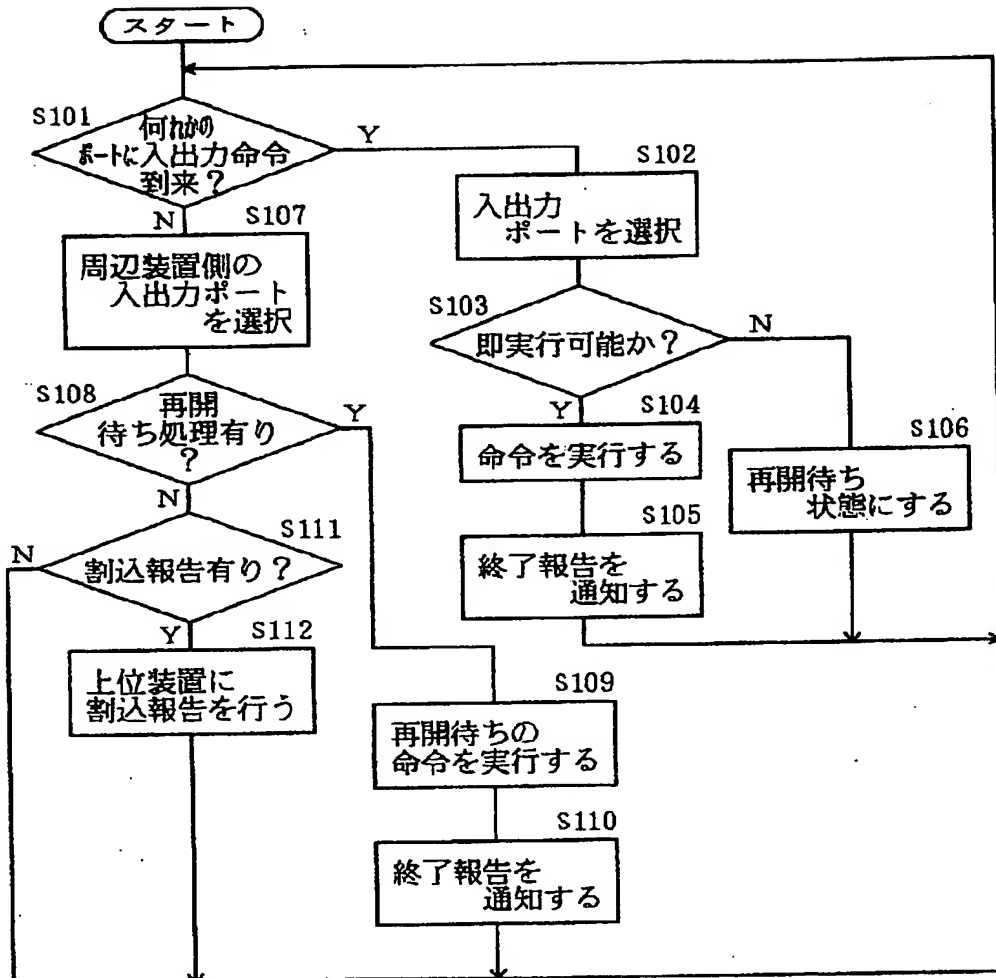 スタート
S101
何れかの
ポートに入出力命令
到来?
Y
N
S102
入出力
ポートを選択
S103
即実行可能か?
N
Y
S104
命令を実行する
S105
終了報告を
通知する
S106
再開待ち
状態にする
S107
周辺装置側の
入出力ポート
を選択
S108
再開
待ち処理有り
?
Y
N
S111
割込報告有り?
N
Y
S112
上位装置に
割込報告を行う
S109
再開待ちの
命令を実行する
S110
終了報告を
通知する